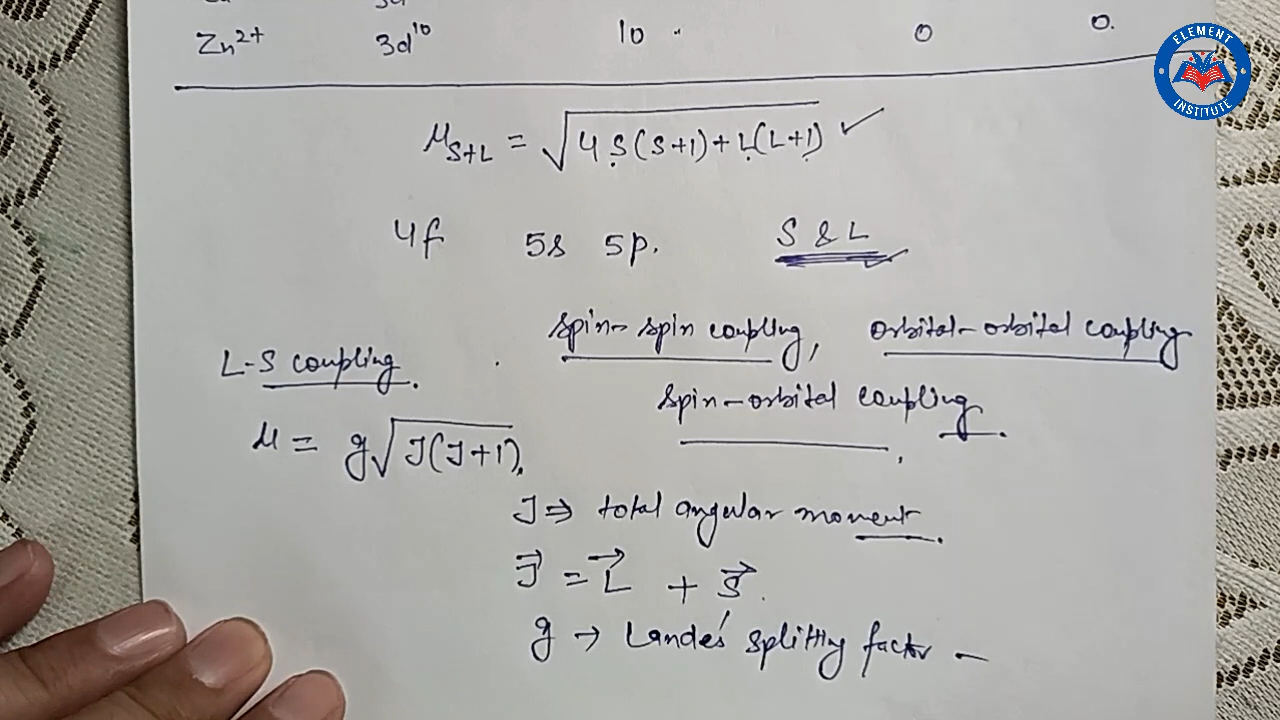 Zn²⁺ 3d¹⁰ 10 0 0.
ELEMENT INSTITUTE
μ_S+L = √4S(S+1)+L(L+1) ✓
4f 5s 5p. S & L
spin-spin coupling, orbital-orbital coupling
L-S coupling.
spin-orbital coupling.
μ = g√J(J+1).
J ⇒ total angular moment.
J⃗ = L⃗ + S⃗.
g → Lande's splitting factor –